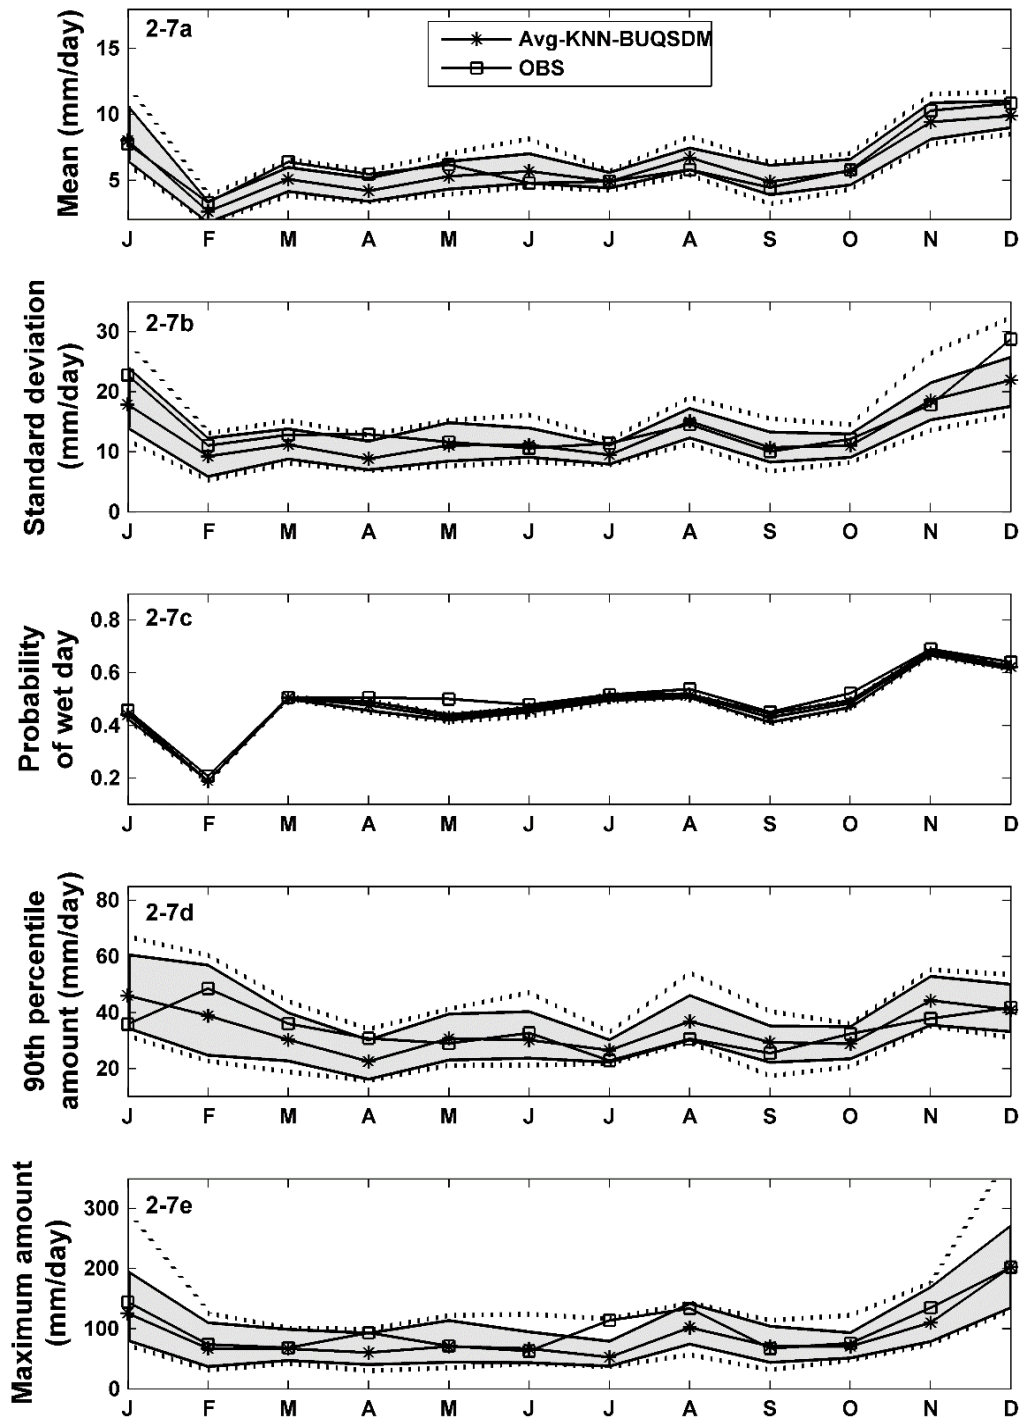 2-7a
Avg-KNN-BUQSDM
OBS
Mean (mm/day)
15
10
5
J F M A M J J A S O N D
2-7b
Standard deviation
(mm/day)
30
20
10
0
J F M A M J J A S O N D
2-7c
Probability
of wet day
0.8
0.6
0.4
0.2
J F M A M J J A S O N D
2-7d
90th percentile
amount (mm/day)
80
60
40
20
J F M A M J J A S O N D
2-7e
Maximum amount
(mm/day)
300
200
100
0
J F M A M J J A S O N D